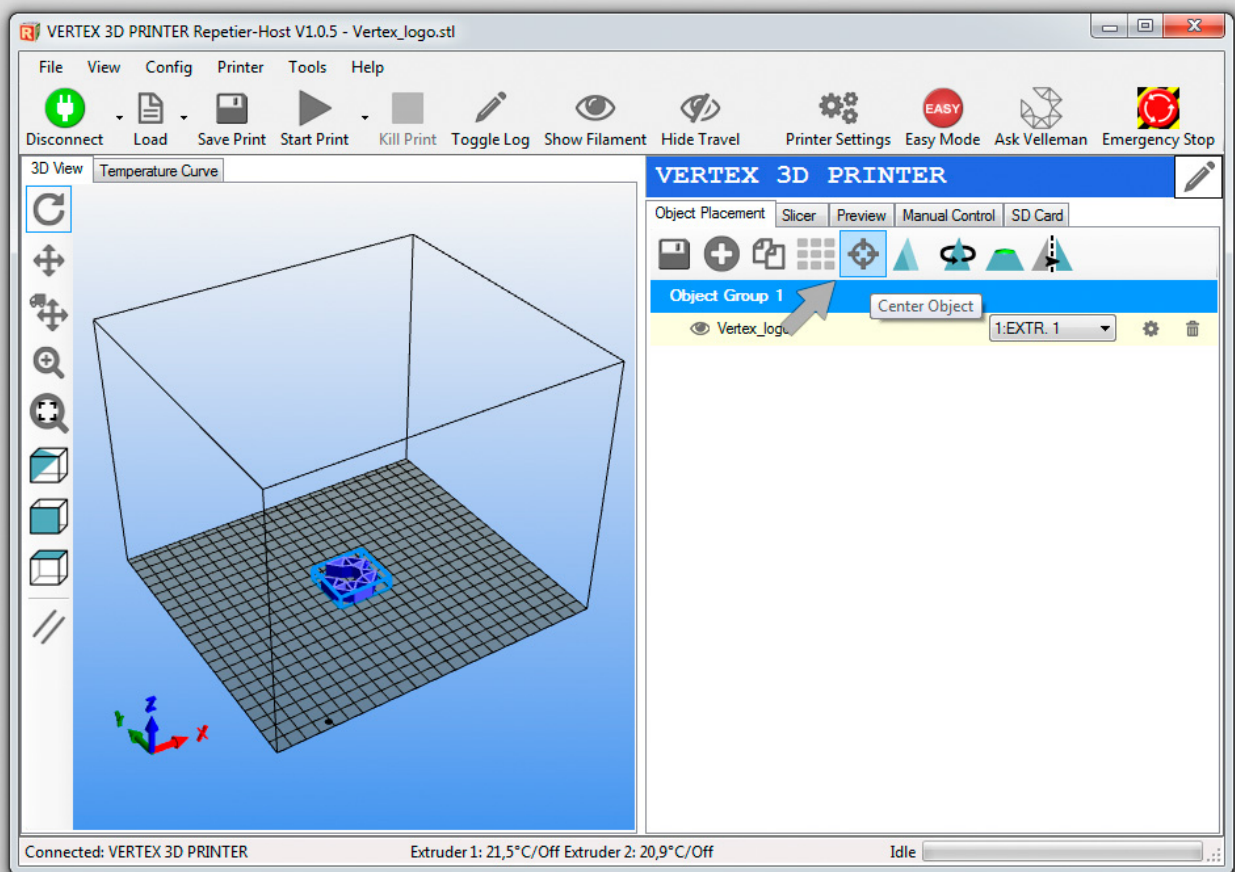 VERTEX 3D PRINTER Repetier-Host V1.0.5 - Vertex_logo.stl
File View Config Printer Tools Help
Disconnect Load Save Print Start Print Kill Print Toggle Log Show Filament Hide Travel Printer Settings Easy Mode Ask Velleman Emergency Stop
EASY
3D View Temperature Curve
VERTEX 3D PRINTER
Object Placement Slicer Preview Manual Control SD Card
Object Group 1
Center Object
Vertex_logo
1:EXTR. 1
Z
Y
X
Connected: VERTEX 3D PRINTER Extruder 1: 21,5°C/Off Extruder 2: 20,9°C/Off Idle